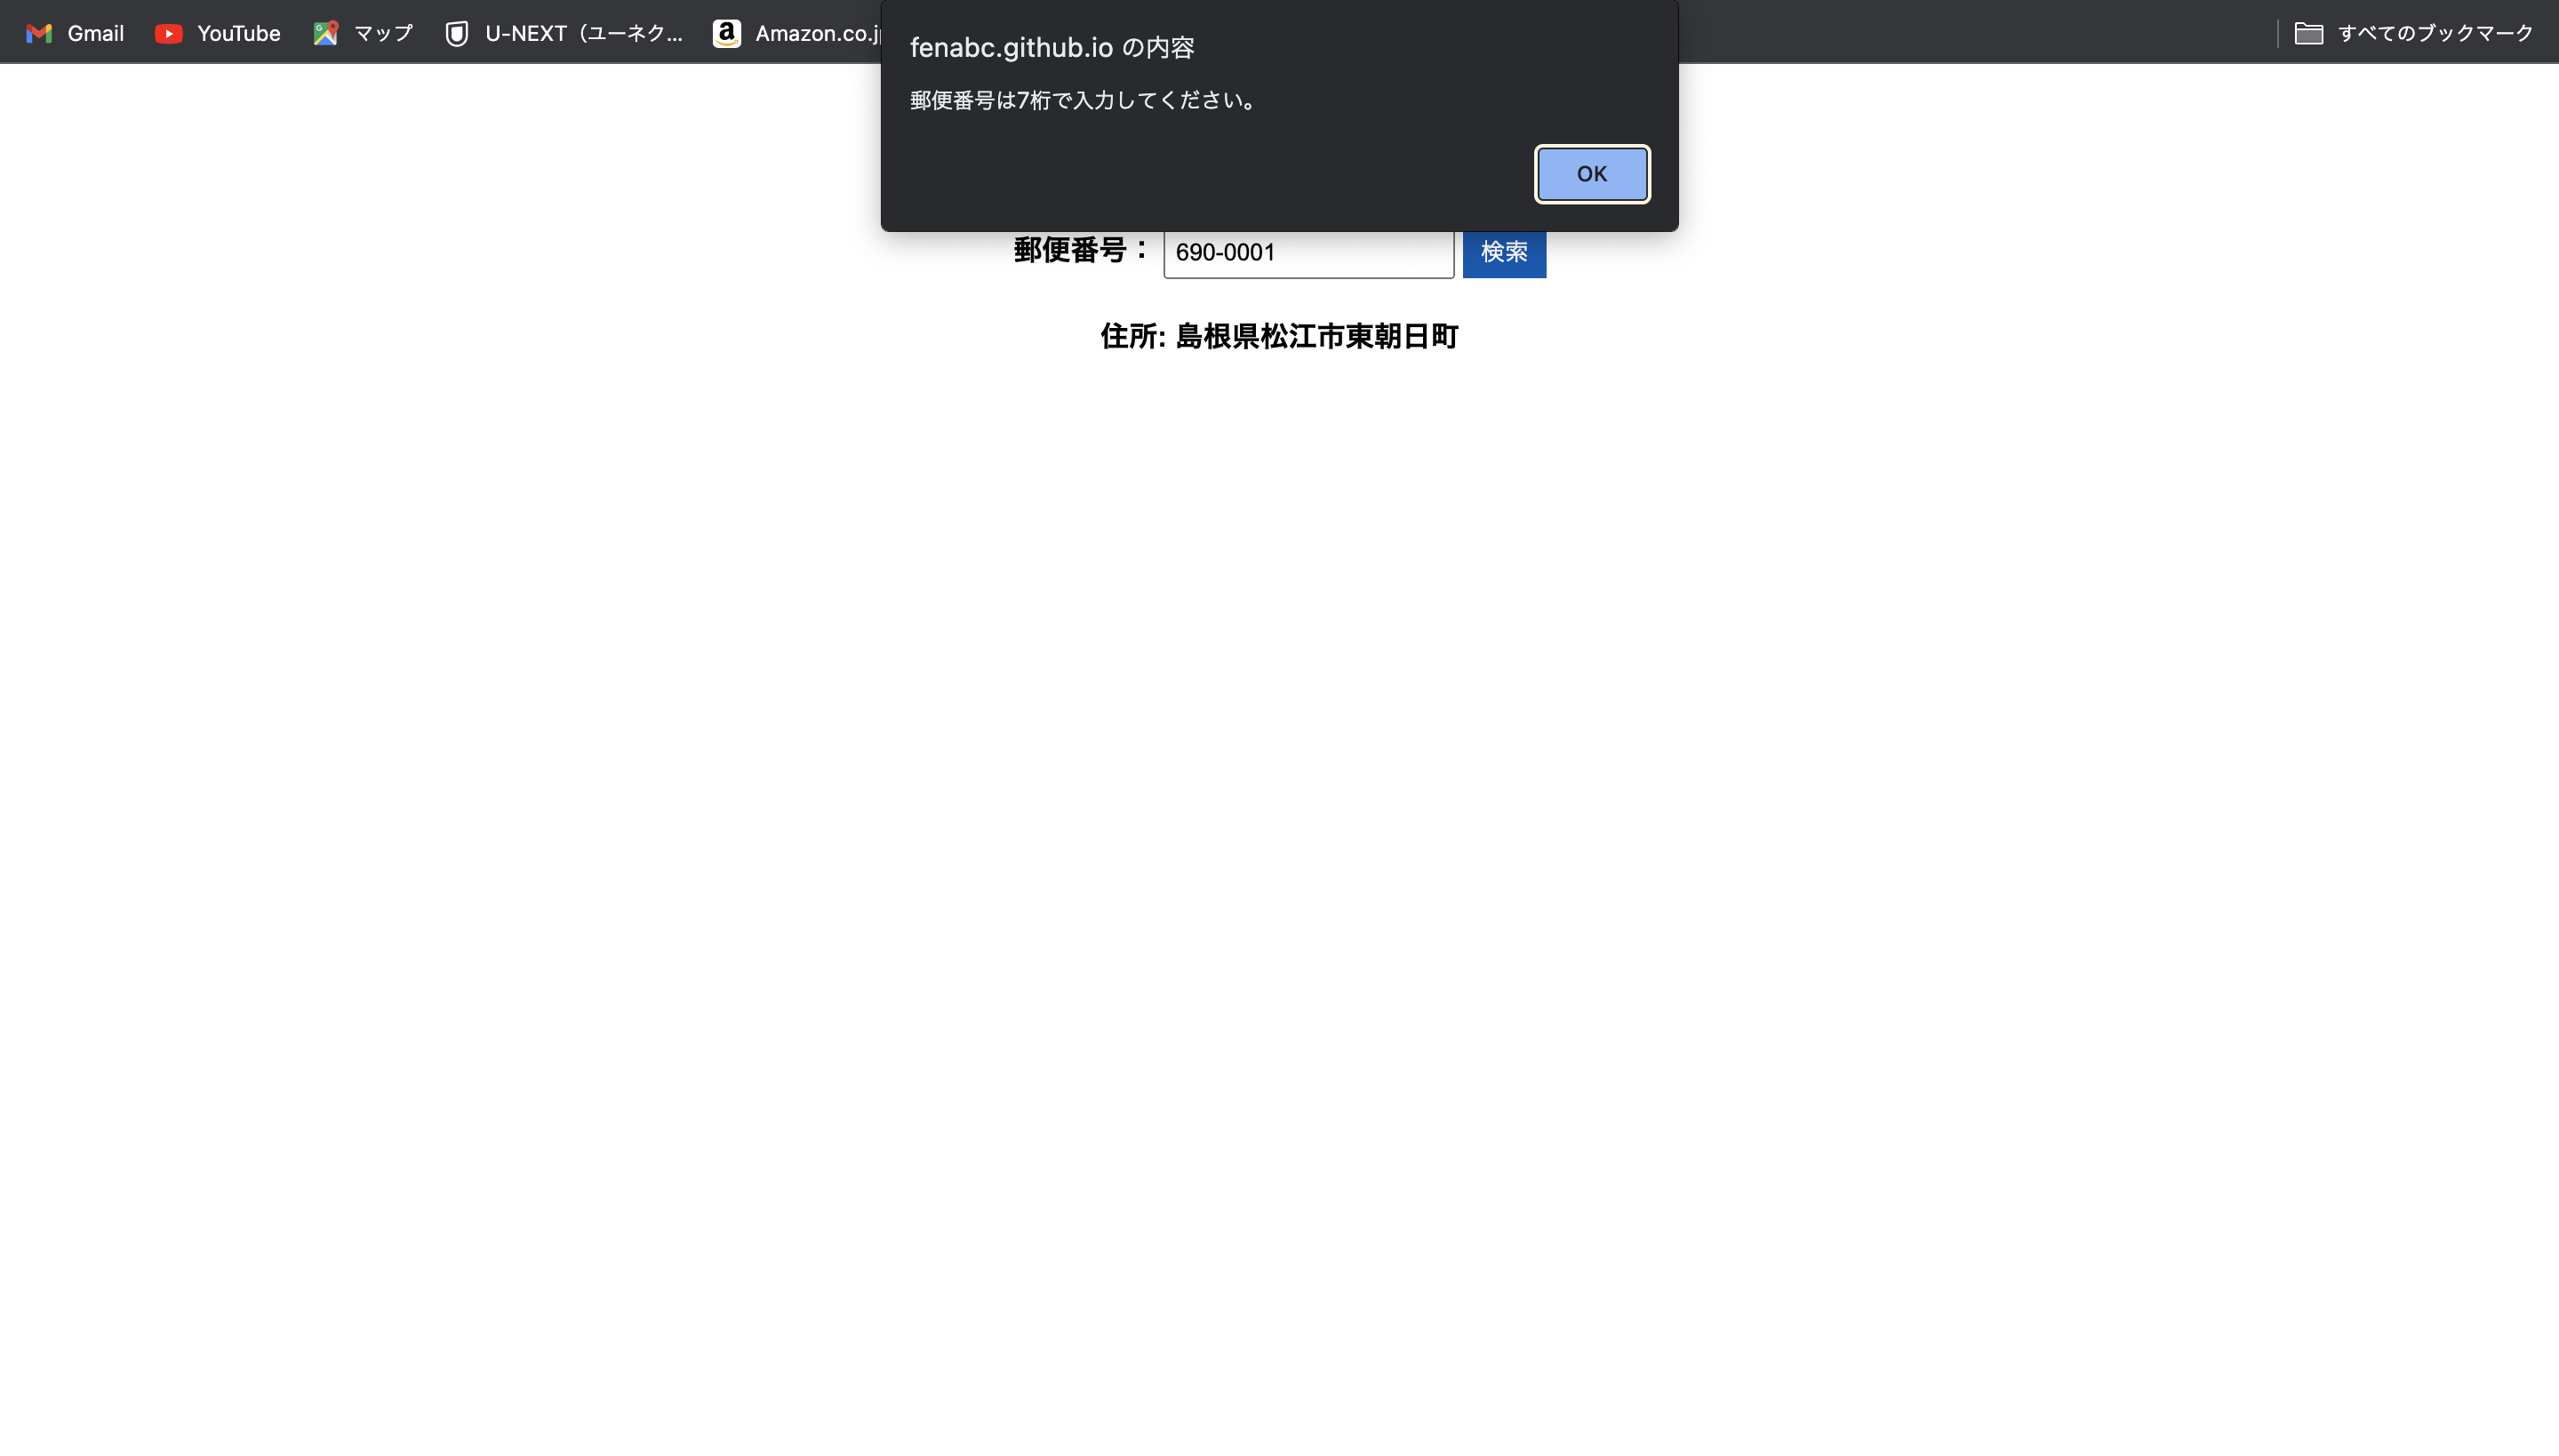 Gmail YouTube マップ U-NEXT（ユーネク... Amazon.co.j すべてのブックマーク
fenabc.github.io の内容
郵便番号は7桁で入力してください。
OK
郵便番号： 690-0001 検索
住所: 島根県松江市東朝日町